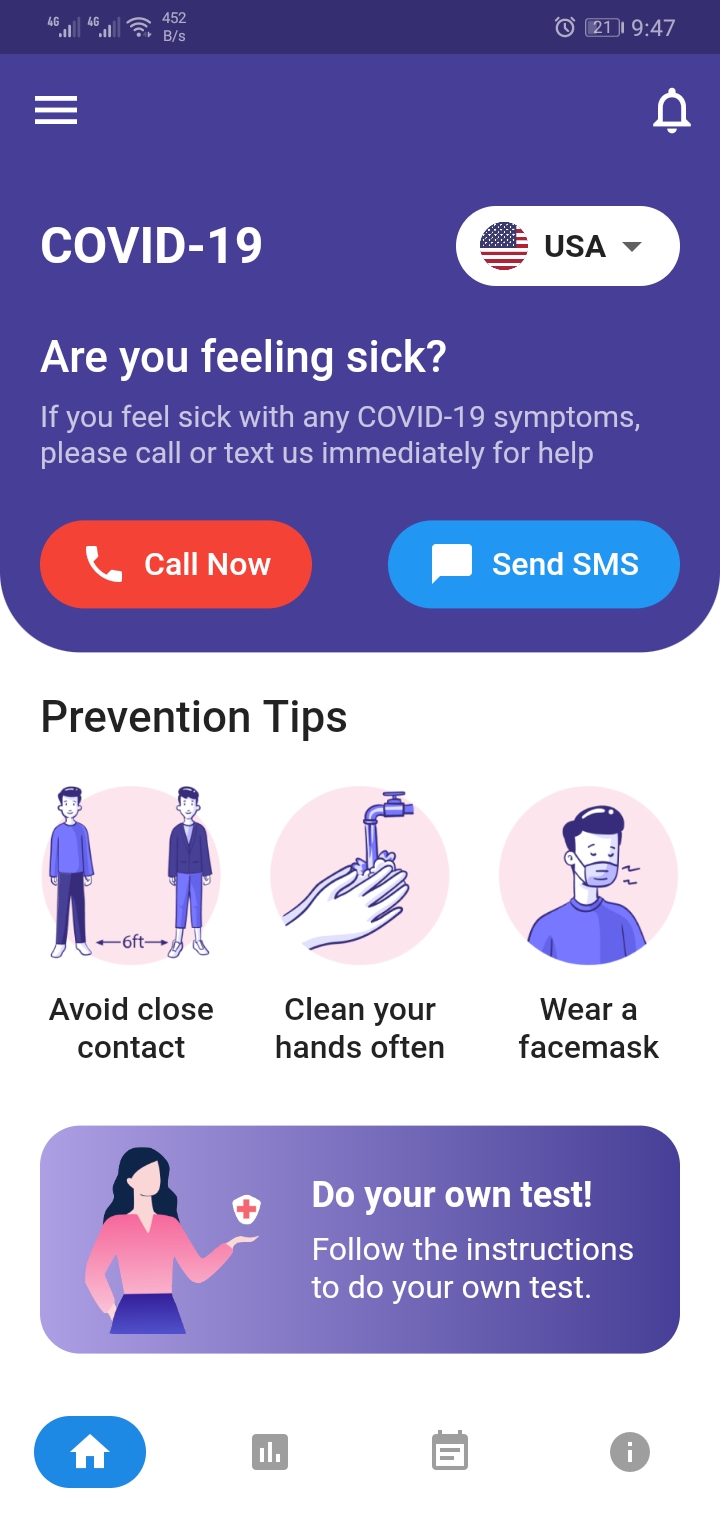 4G 4G 452 B/s 21 9:47
COVID-19 USA
Are you feeling sick?
If you feel sick with any COVID-19 symptoms,
please call or text us immediately for help
Call Now Send SMS
Prevention Tips
6ft
Avoid close
contact
Clean your
hands often
Wear a
facemask
Do your own test!
Follow the instructions
to do your own test.